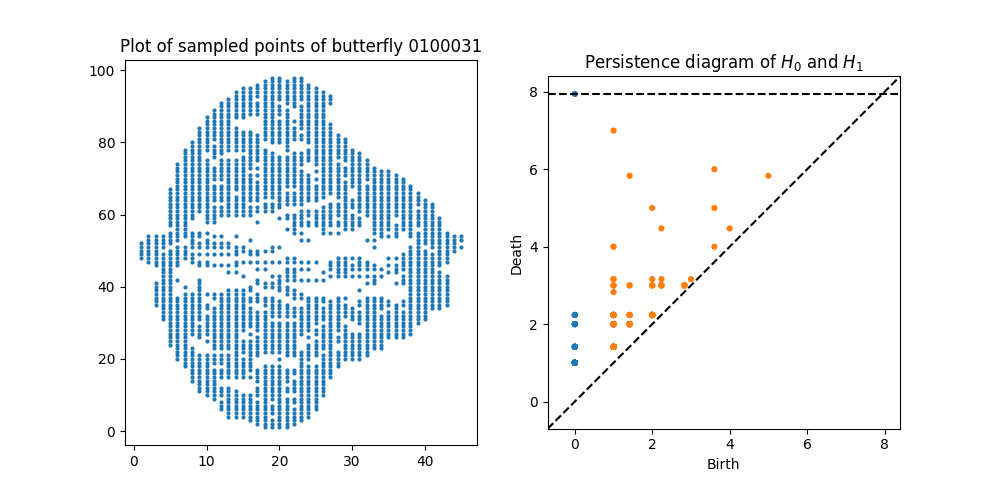 Plot of sampled points of butterfly 0100031
100
80
60
40
20
0
0 10 20 30 40
Persistence diagram of H₀ and H₁
8
6
4
2
0
Death
0 2 4 6 8
Birth